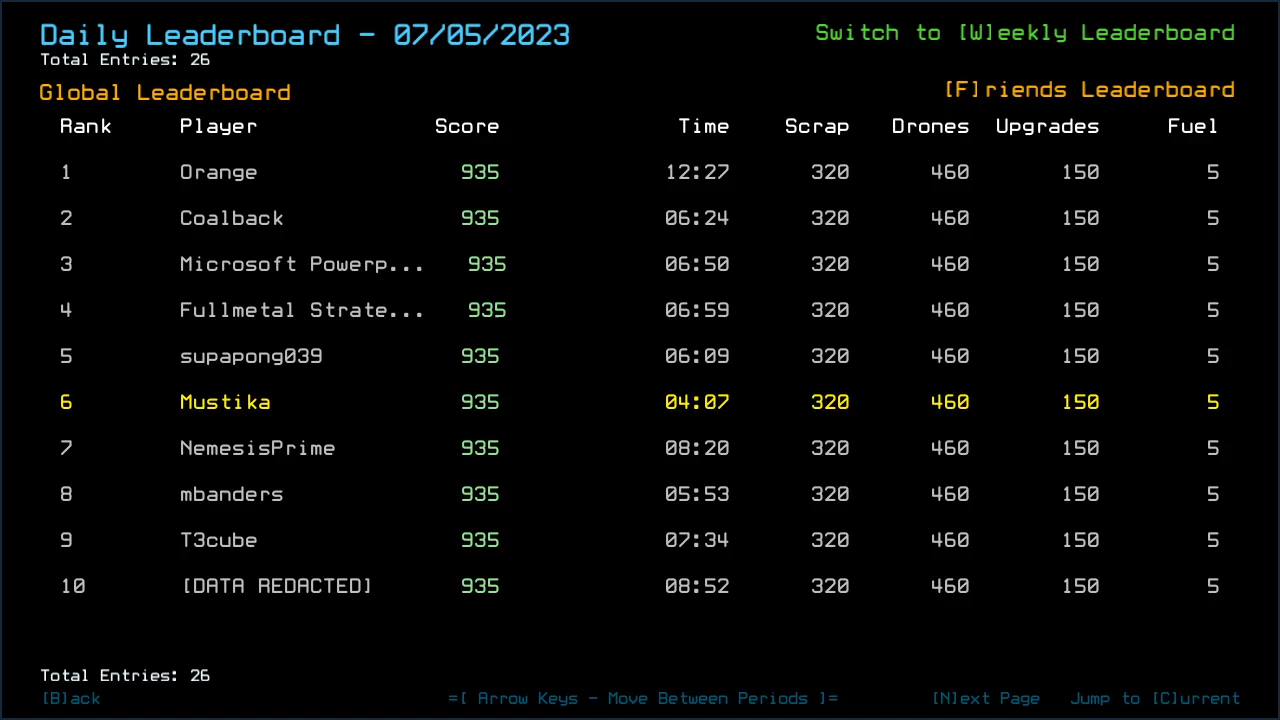 Daily Leaderboard - 07/05/2023 Switch to [W]eekly Leaderboard
Total Entries: 26
Global Leaderboard [F]riends Leaderboard
Rank Player Score Time Scrap Drones Upgrades Fuel
1 Orange 935 12:27 320 460 150 5
2 Coalback 935 06:24 320 460 150 5
3 Microsoft Powerp... 935 06:50 320 460 150 5
4 Fullmetal Strate... 935 06:59 320 460 150 5
5 supapong039 935 06:09 320 460 150 5
6 Mustika 935 04:07 320 460 150 5
7 NemesisPrime 935 08:20 320 460 150 5
8 mbanders 935 05:53 320 460 150 5
9 T3cube 935 07:34 320 460 150 5
10 [DATA REDACTED] 935 08:52 320 460 150 5
Total Entries: 26
[B]ack =[ Arrow Keys - Move Between Periods ]= [N]ext Page Jump to [C]urrent